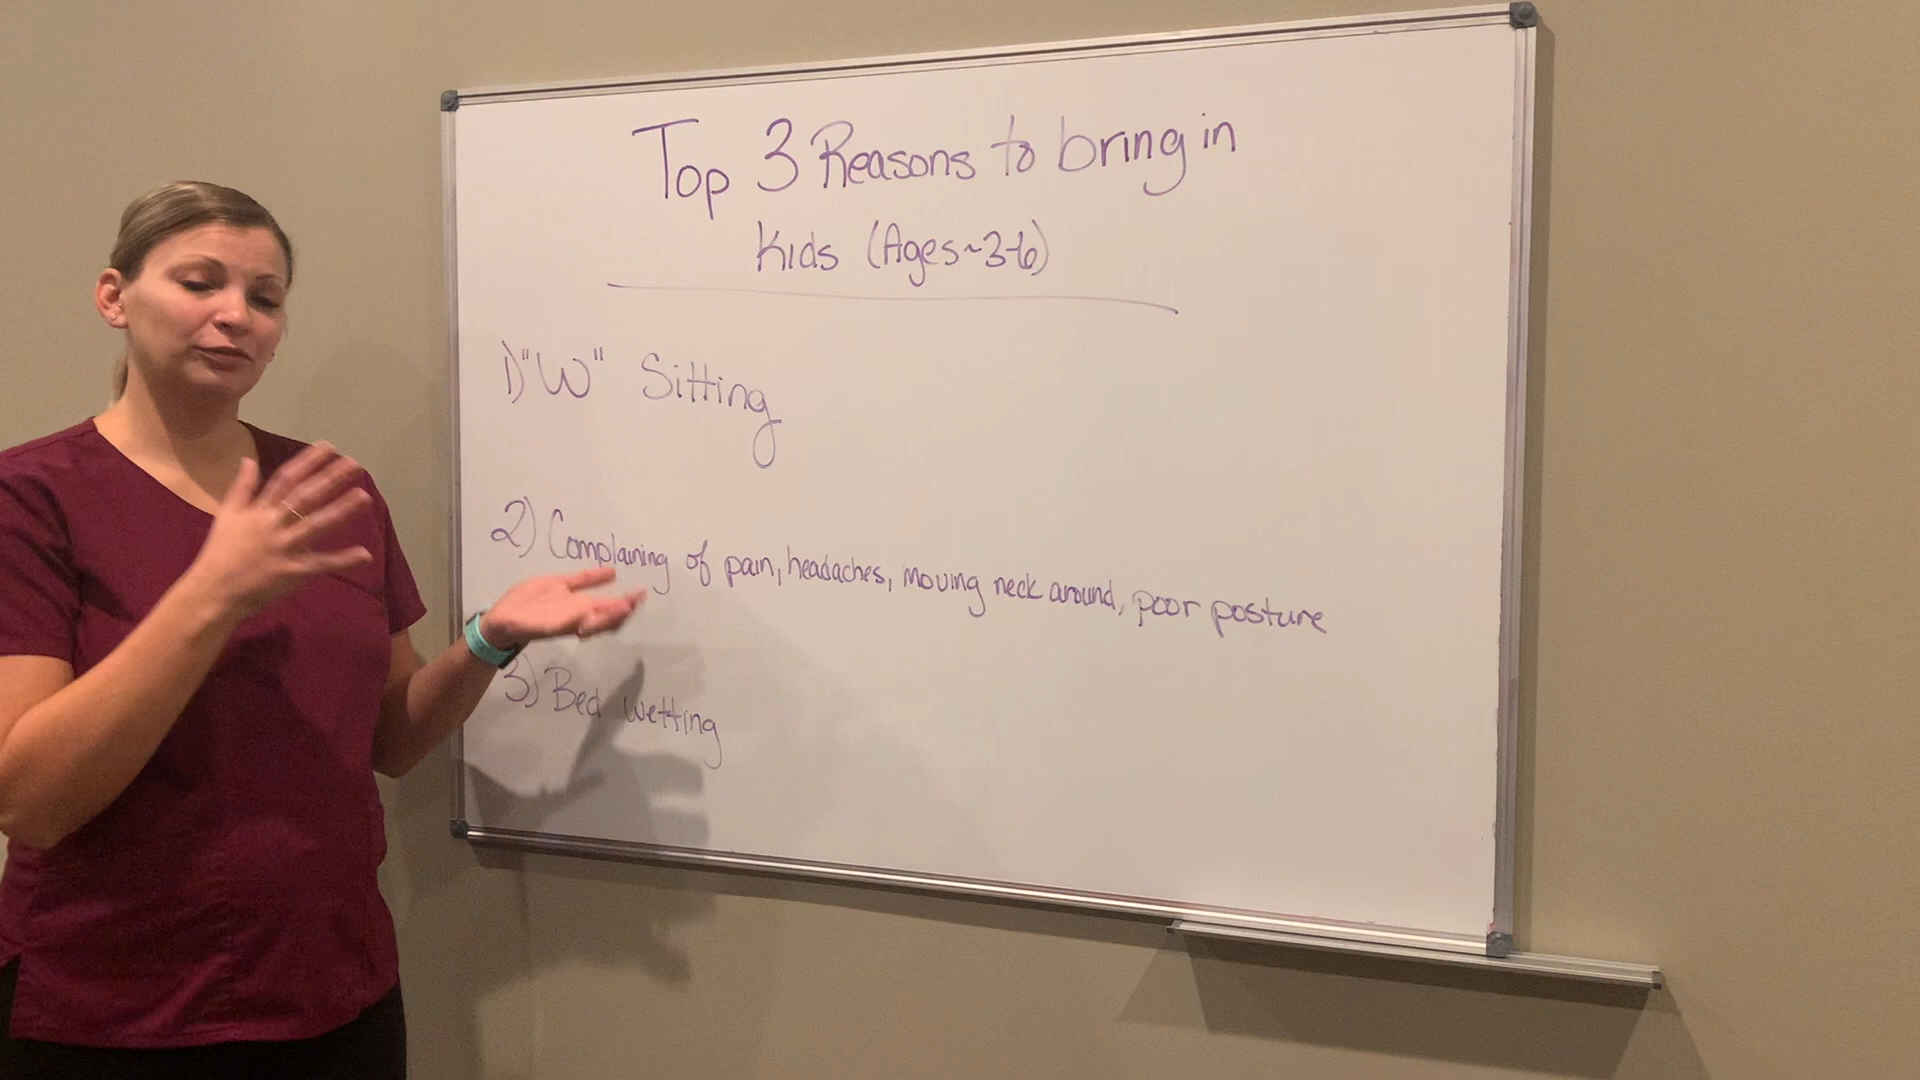 Top 3 Reasons to bring in
Kids (Ages ~3-6)
1) "W" Sitting
2) Complaining of pain, headaches, moving neck around, poor posture
3) Bed wetting